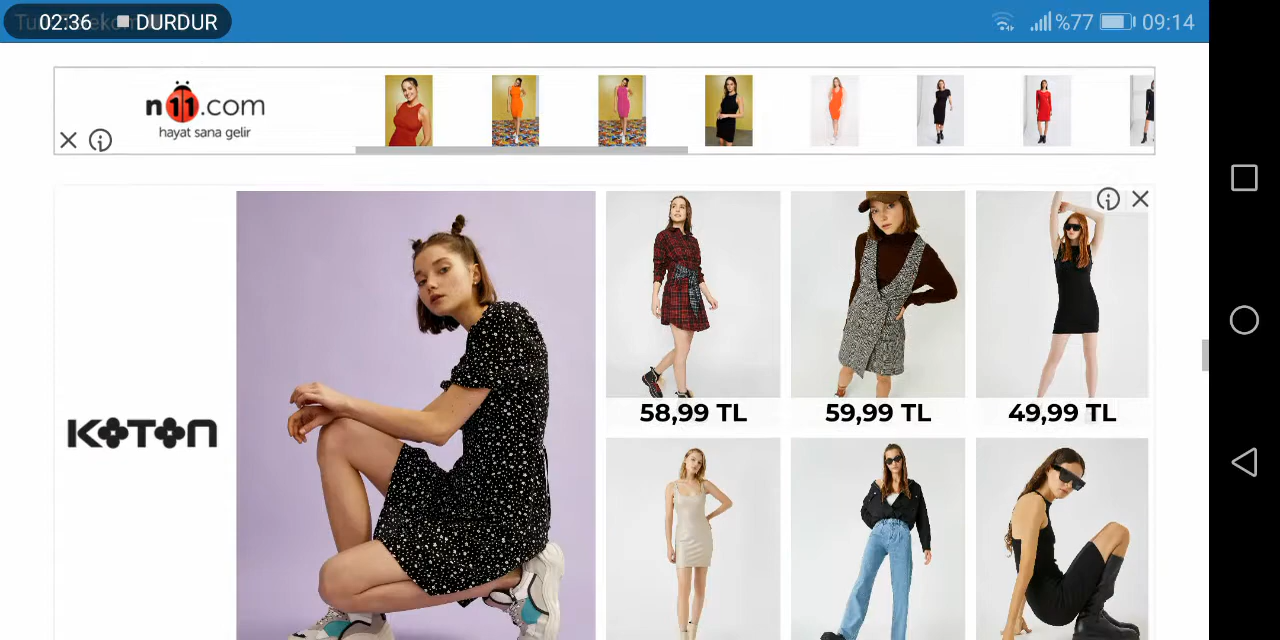 02:36 DURDUR %77 09:14
n11.com
hayat sana gelir
KOTON
58,99 TL 59,99 TL 49,99 TL